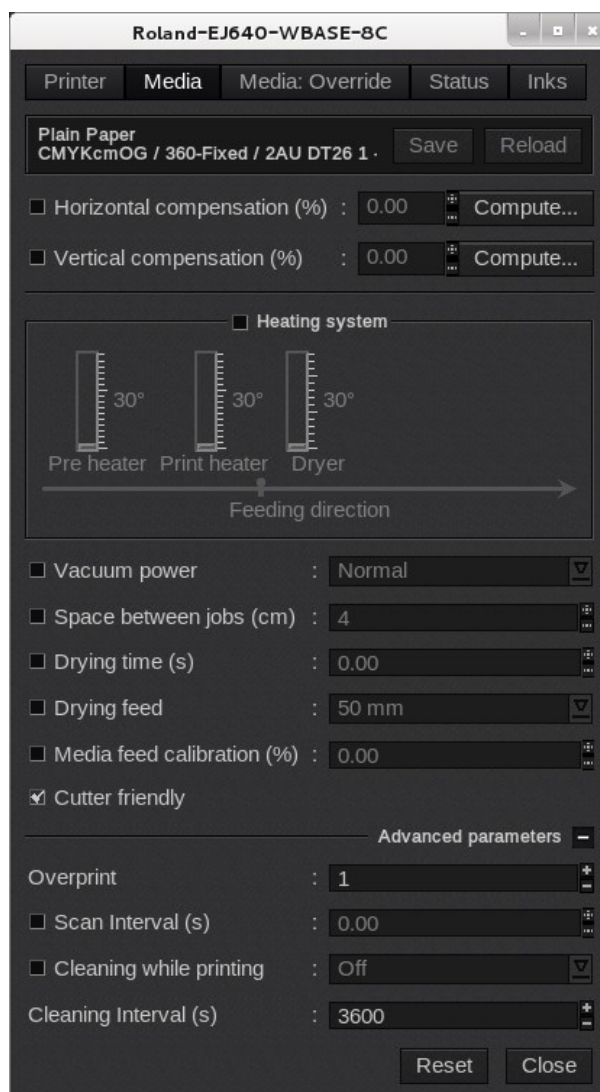 Roland-EJ640-WBASE-8C
Printer Media Media: Override Status Inks
Plain Paper
CMYKcmOG / 360-Fixed / 2AU DT26 1 · Save Reload
Horizontal compensation (%) : 0.00 Compute...
Vertical compensation (%) : 0.00 Compute...
Heating system
30° 30° 30°
Pre heater Print heater Dryer
Feeding direction
Vacuum power : Normal
Space between jobs (cm) : 4
Drying time (s) : 0.00
Drying feed : 50 mm
Media feed calibration (%) : 0.00
Cutter friendly
Advanced parameters
Overprint : 1
Scan Interval (s) : 0.00
Cleaning while printing : Off
Cleaning Interval (s) : 3600
Reset Close